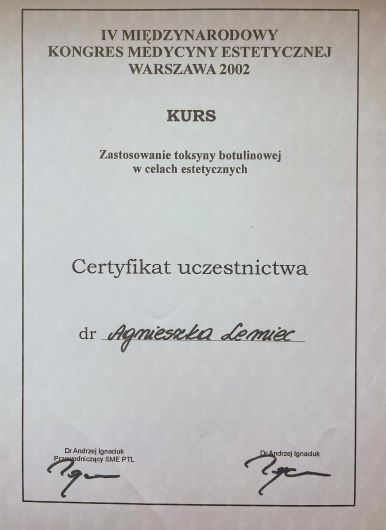 IV MIĘDZYNARODOWY
KONGRES MEDYCYNY ESTETYCZNEJ
WARSZAWA 2002
KURS
Zastosowanie toksyny botulinowej
w celach estetycznych
Certyfikat uczestnictwa
dr Agnieszka Lemiec
Dr Andrzej Ignaciuk
Przewodniczący SME PTL
Dr Andrzej Ignaciuk